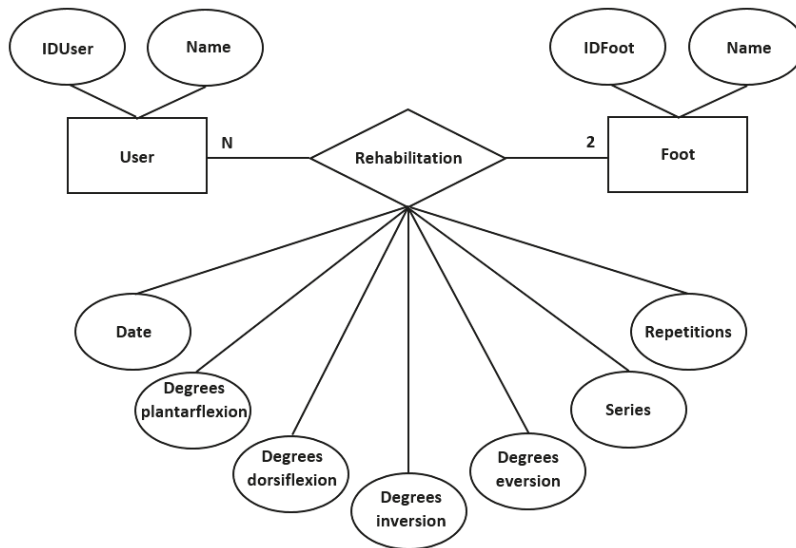 IDUser
Name
IDFoot
Name
User
N
Rehabilitation
2
Foot
Date
Repetitions
Degrees
plantarflexion
Series
Degrees
dorsiflexion
Degrees
eversion
Degrees
inversion